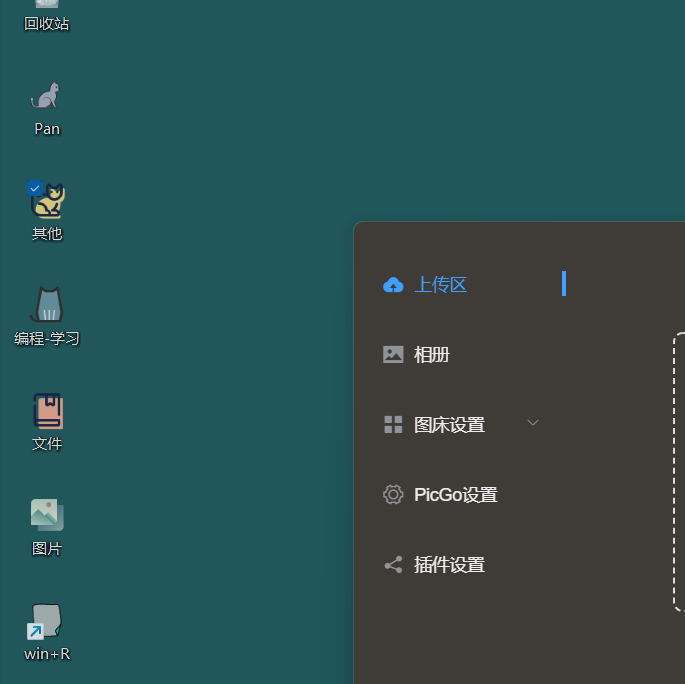 回收站
Pan
其他
编程-学习
文件
图片
win+R
上传区
相册
图床设置
PicGo设置
插件设置